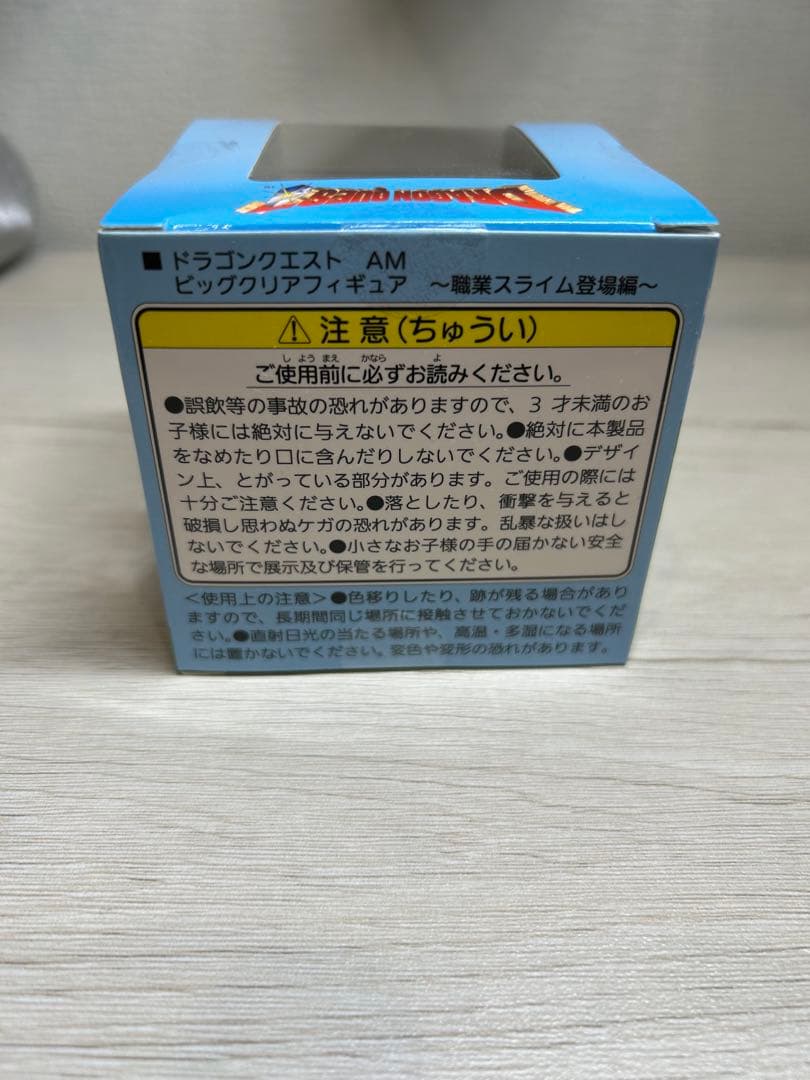 DRAGON QUEST
■ ドラゴンクエスト AM
ビッグクリアフィギュア ～職業スライム登場編～
⚠ 注意(ちゅうい)
しようまえ かなら よ
ご使用前に必ずお読みください。
●誤飲等の事故の恐れがありますので、3才未満のお
子様には絶対に与えないでください。●絶対に本製品
をなめたり口に含んだりしないでください。●デザイ
ン上、とがっている部分があります。ご使用の際には
十分ご注意ください。●落としたり、衝撃を与えると
破損し思わぬケガの恐れがあります。乱暴な扱いはし
ないでください。●小さなお子様の手の届かない安全
な場所で展示及び保管を行ってください。
＜使用上の注意＞●色移りしたり、跡が残る場合があり
ますので、長期間同じ場所に接触させておかないでくだ
さい。●直射日光の当たる場所や、高温・多湿になる場所
には置かないでください。変色や変形の恐れがあります。